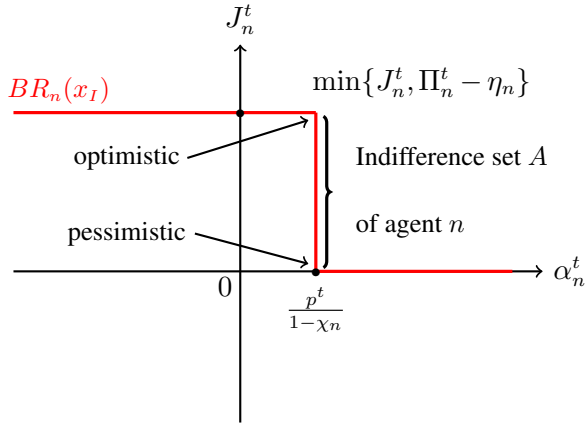 J_n^t
min{J_n^t, Π_n^t − η_n}
BR_n(x_I)
optimistic
Indifference set A
pessimistic
of agent n
0
α_n^t
p^t/(1−χ_n)